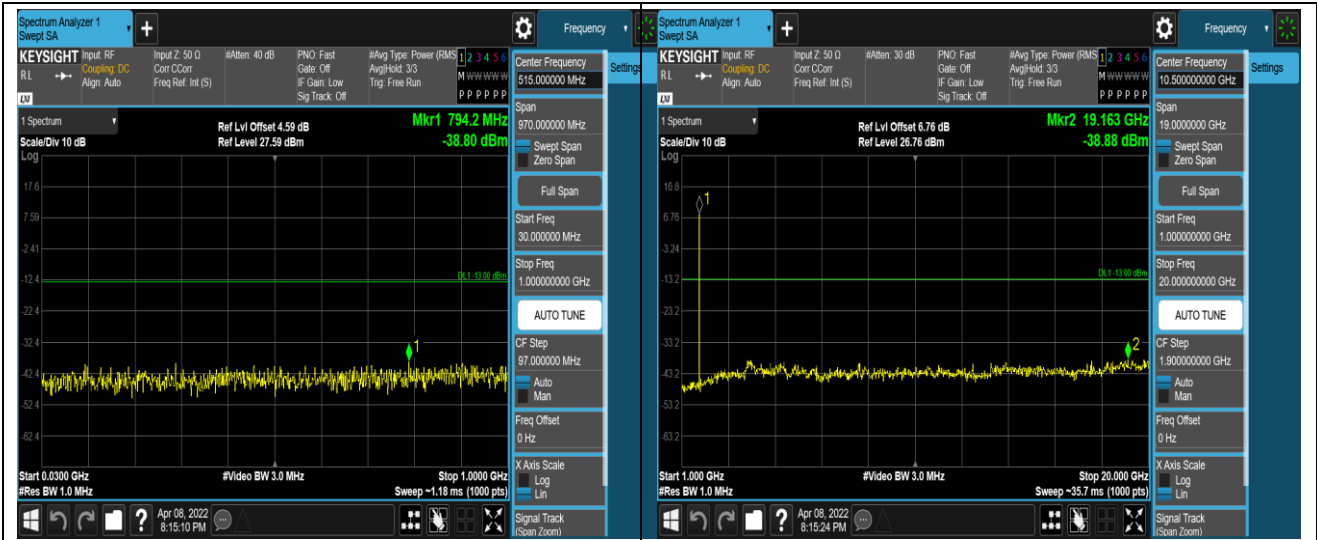 Spectrum Analyzer 1
Swept SA
+
Frequency
KEYSIGHT
RL
LXI
Input: RF
Coupling: DC
Align: Auto
Input Z: 50 Ω
Corr CCorr
Freq Ref: Int (S)
#Atten: 40 dB
PNO: Fast
Gate: Off
IF Gain: Low
Sig Track: Off
#Avg Type: Power (RMS
Avg|Hold: 3/3
Trig: Free Run
1 2 3 4 5 6
M W W W W W
P P P P P P
Center Frequency
515.000000 MHz
Settings
Span
970.000000 MHz
Swept Span
Zero Span
Full Span
Start Freq
30.000000 MHz
Stop Freq
1.000000000 GHz
AUTO TUNE
CF Step
97.000000 MHz
Auto
Man
Freq Offset
0 Hz
X Axis Scale
Log
Lin
Signal Track
(Span Zoom)
1 Spectrum
Scale/Div 10 dB
Log
Ref Lvl Offset 4.59 dB
Ref Level 27.59 dBm
Mkr1 794.2 MHz
-38.80 dBm
17.6
7.59
-2.41
-12.4
DL1 -13.00 dBm
-22.4
-32.4
1
-42.4
-52.4
-62.4
Start 0.0300 GHz
#Res BW 1.0 MHz
#Video BW 3.0 MHz
Stop 1.0000 GHz
Sweep ~1.18 ms (1000 pts)
?
Apr 08, 2022
8:15:10 PM
Spectrum Analyzer 1
Swept SA
+
Frequency
KEYSIGHT
RL
LXI
Input: RF
Coupling: DC
Align: Auto
Input Z: 50 Ω
Corr CCorr
Freq Ref: Int (S)
#Atten: 30 dB
PNO: Fast
Gate: Off
IF Gain: Low
Sig Track: Off
#Avg Type: Power (RMS
Avg|Hold: 3/3
Trig: Free Run
1 2 3 4 5 6
M W W W W W
P P P P P P
Center Frequency
10.500000000 GHz
Settings
Span
19.0000000 GHz
Swept Span
Zero Span
Full Span
Start Freq
1.000000000 GHz
Stop Freq
20.000000000 GHz
AUTO TUNE
CF Step
1.900000000 GHz
Auto
Man
Freq Offset
0 Hz
X Axis Scale
Log
Lin
Signal Track
(Span Zoom)
1 Spectrum
Scale/Div 10 dB
Log
Ref Lvl Offset 6.76 dB
Ref Level 26.76 dBm
Mkr2 19.163 GHz
-38.88 dBm
16.8
1
6.76
-3.24
-13.2
DL1 -13.00 dBm
-23.2
-33.2
2
-43.2
-53.2
-63.2
Start 1.000 GHz
#Res BW 1.0 MHz
#Video BW 3.0 MHz
Stop 20.000 GHz
Sweep ~35.7 ms (1000 pts)
?
Apr 08, 2022
8:15:24 PM